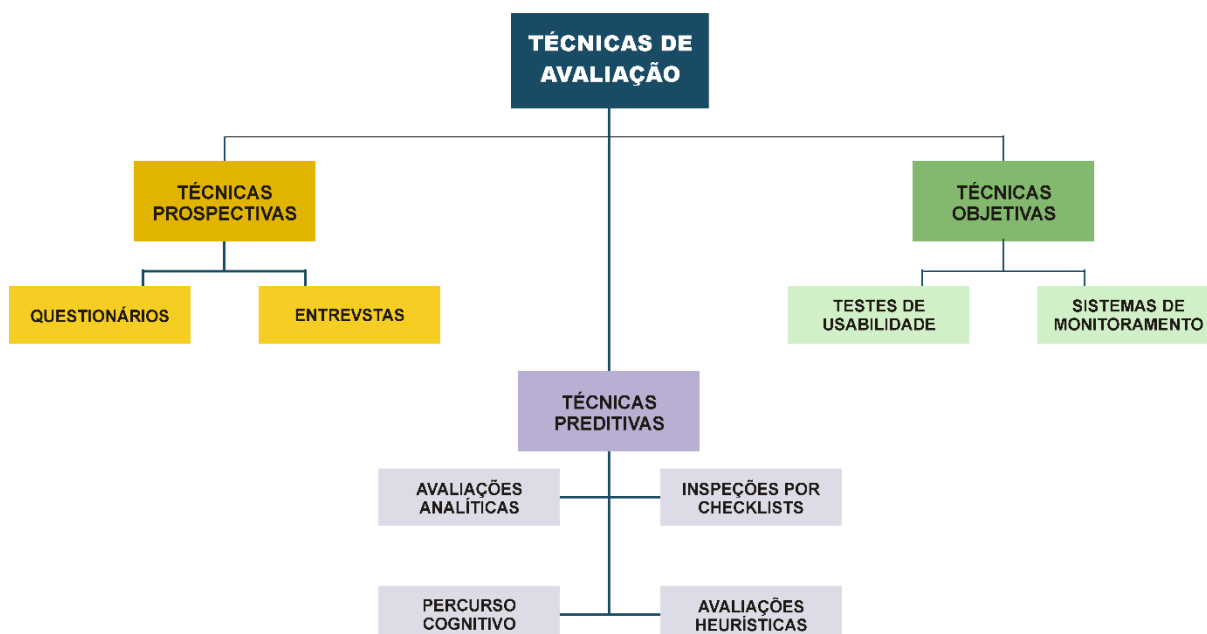 TÉCNICAS DE
AVALIAÇÃO
TÉCNICAS
PROSPECTIVAS
TÉCNICAS
OBJETIVAS
QUESTIONÁRIOS
ENTREVSTAS
TESTES DE
USABILIDADE
SISTEMAS DE
MONITORAMENTO
TÉCNICAS
PREDITIVAS
AVALIAÇÕES
ANALÍTICAS
INSPEÇÕES POR
CHECKLISTS
PERCURSO
COGNITIVO
AVALIAÇÕES
HEURÍSTICAS